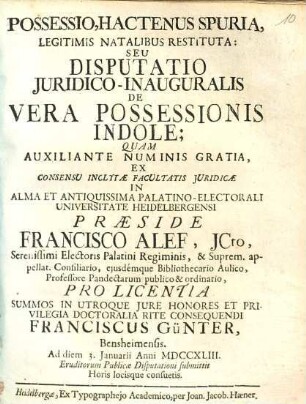 10
POSSESSIO, HACTENUS SPURIA,
LEGITIMIS NATALIBUS RESTITUTA:
SEU
DISPUTATIO
JURIDICO-INAUGURALIS
DE
VERA POSSESSIONIS
INDOLE;
QUAM
AUXILIANTE NUMINIS GRATIA,
EX
CONSENSU INCLYTÆ FACULTATIS JURIDICÆ
IN
ALMA ET ANTIQUISSIMA PALATINO-ELECTORALI
UNIVERSITATE HEIDELBERGENSI
PRÆSIDE
FRANCISCO ALEF, JCto,
Serenissimi Electoris Palatini Regiminis, & Suprem. ap-
pellat. Consiliario, ejusdémque Bibliothecario Aulico,
Professore Pandectarum publico & ordinario,
PRO LICENTIA
SUMMOS IN UTROQUE JURE HONORES ET PRI-
VILEGIA DOCTORALIA RITE CONSEQUENDI
FRANCISCUS GüNTER,
Bensheimensis.
Ad diem 3. Januarii Anni MDCCXLIII.
Eruditorum Publicæ Disputationi submittit
Horis locisque consuetis.
Heidelbergæ, Ex Typographejo Academico, per Joan. Jacob. Hæner.